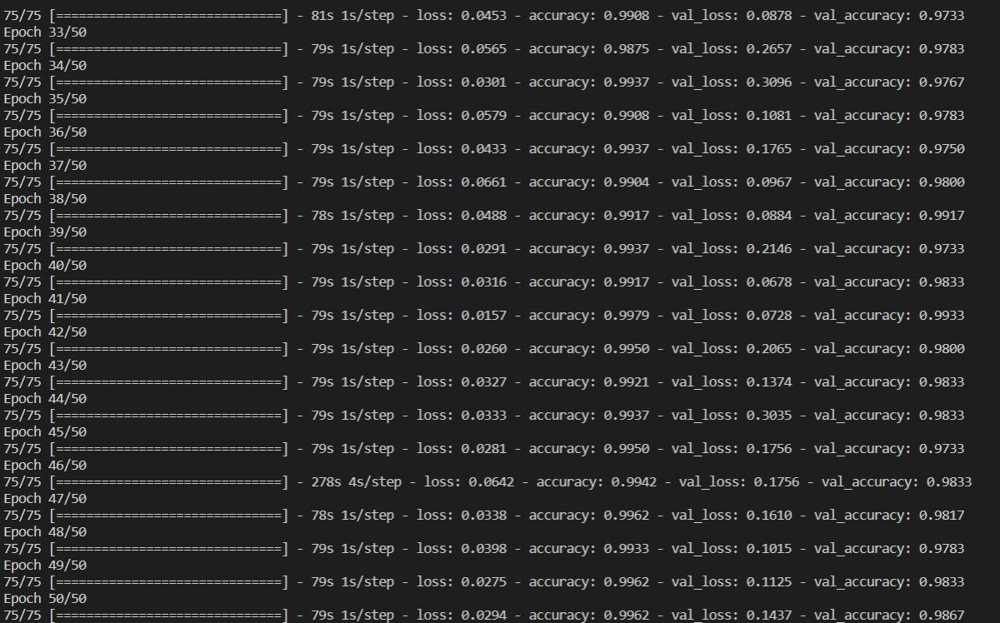 75/75 [==============================] - 81s 1s/step - loss: 0.0453 - accuracy: 0.9908 - val_loss: 0.0878 - val_accuracy: 0.9733
Epoch 33/50
75/75 [==============================] - 79s 1s/step - loss: 0.0565 - accuracy: 0.9875 - val_loss: 0.2657 - val_accuracy: 0.9783
Epoch 34/50
75/75 [==============================] - 79s 1s/step - loss: 0.0301 - accuracy: 0.9937 - val_loss: 0.3096 - val_accuracy: 0.9767
Epoch 35/50
75/75 [==============================] - 79s 1s/step - loss: 0.0579 - accuracy: 0.9908 - val_loss: 0.1081 - val_accuracy: 0.9783
Epoch 36/50
75/75 [==============================] - 79s 1s/step - loss: 0.0433 - accuracy: 0.9937 - val_loss: 0.1765 - val_accuracy: 0.9750
Epoch 37/50
75/75 [==============================] - 79s 1s/step - loss: 0.0661 - accuracy: 0.9904 - val_loss: 0.0967 - val_accuracy: 0.9800
Epoch 38/50
75/75 [==============================] - 78s 1s/step - loss: 0.0488 - accuracy: 0.9917 - val_loss: 0.0884 - val_accuracy: 0.9917
Epoch 39/50
75/75 [==============================] - 79s 1s/step - loss: 0.0291 - accuracy: 0.9937 - val_loss: 0.2146 - val_accuracy: 0.9733
Epoch 40/50
75/75 [==============================] - 79s 1s/step - loss: 0.0316 - accuracy: 0.9917 - val_loss: 0.0678 - val_accuracy: 0.9833
Epoch 41/50
75/75 [==============================] - 79s 1s/step - loss: 0.0157 - accuracy: 0.9979 - val_loss: 0.0728 - val_accuracy: 0.9933
Epoch 42/50
75/75 [==============================] - 79s 1s/step - loss: 0.0260 - accuracy: 0.9950 - val_loss: 0.2065 - val_accuracy: 0.9800
Epoch 43/50
75/75 [==============================] - 79s 1s/step - loss: 0.0327 - accuracy: 0.9921 - val_loss: 0.1374 - val_accuracy: 0.9833
Epoch 44/50
75/75 [==============================] - 79s 1s/step - loss: 0.0333 - accuracy: 0.9937 - val_loss: 0.3035 - val_accuracy: 0.9833
Epoch 45/50
75/75 [==============================] - 79s 1s/step - loss: 0.0281 - accuracy: 0.9950 - val_loss: 0.1756 - val_accuracy: 0.9733
Epoch 46/50
75/75 [==============================] - 278s 4s/step - loss: 0.0642 - accuracy: 0.9942 - val_loss: 0.1756 - val_accuracy: 0.9833
Epoch 47/50
75/75 [==============================] - 78s 1s/step - loss: 0.0338 - accuracy: 0.9962 - val_loss: 0.1610 - val_accuracy: 0.9817
Epoch 48/50
75/75 [==============================] - 79s 1s/step - loss: 0.0398 - accuracy: 0.9933 - val_loss: 0.1015 - val_accuracy: 0.9783
Epoch 49/50
75/75 [==============================] - 79s 1s/step - loss: 0.0275 - accuracy: 0.9962 - val_loss: 0.1125 - val_accuracy: 0.9833
Epoch 50/50
75/75 [==============================] - 79s 1s/step - loss: 0.0294 - accuracy: 0.9962 - val_loss: 0.1437 - val_accuracy: 0.9867